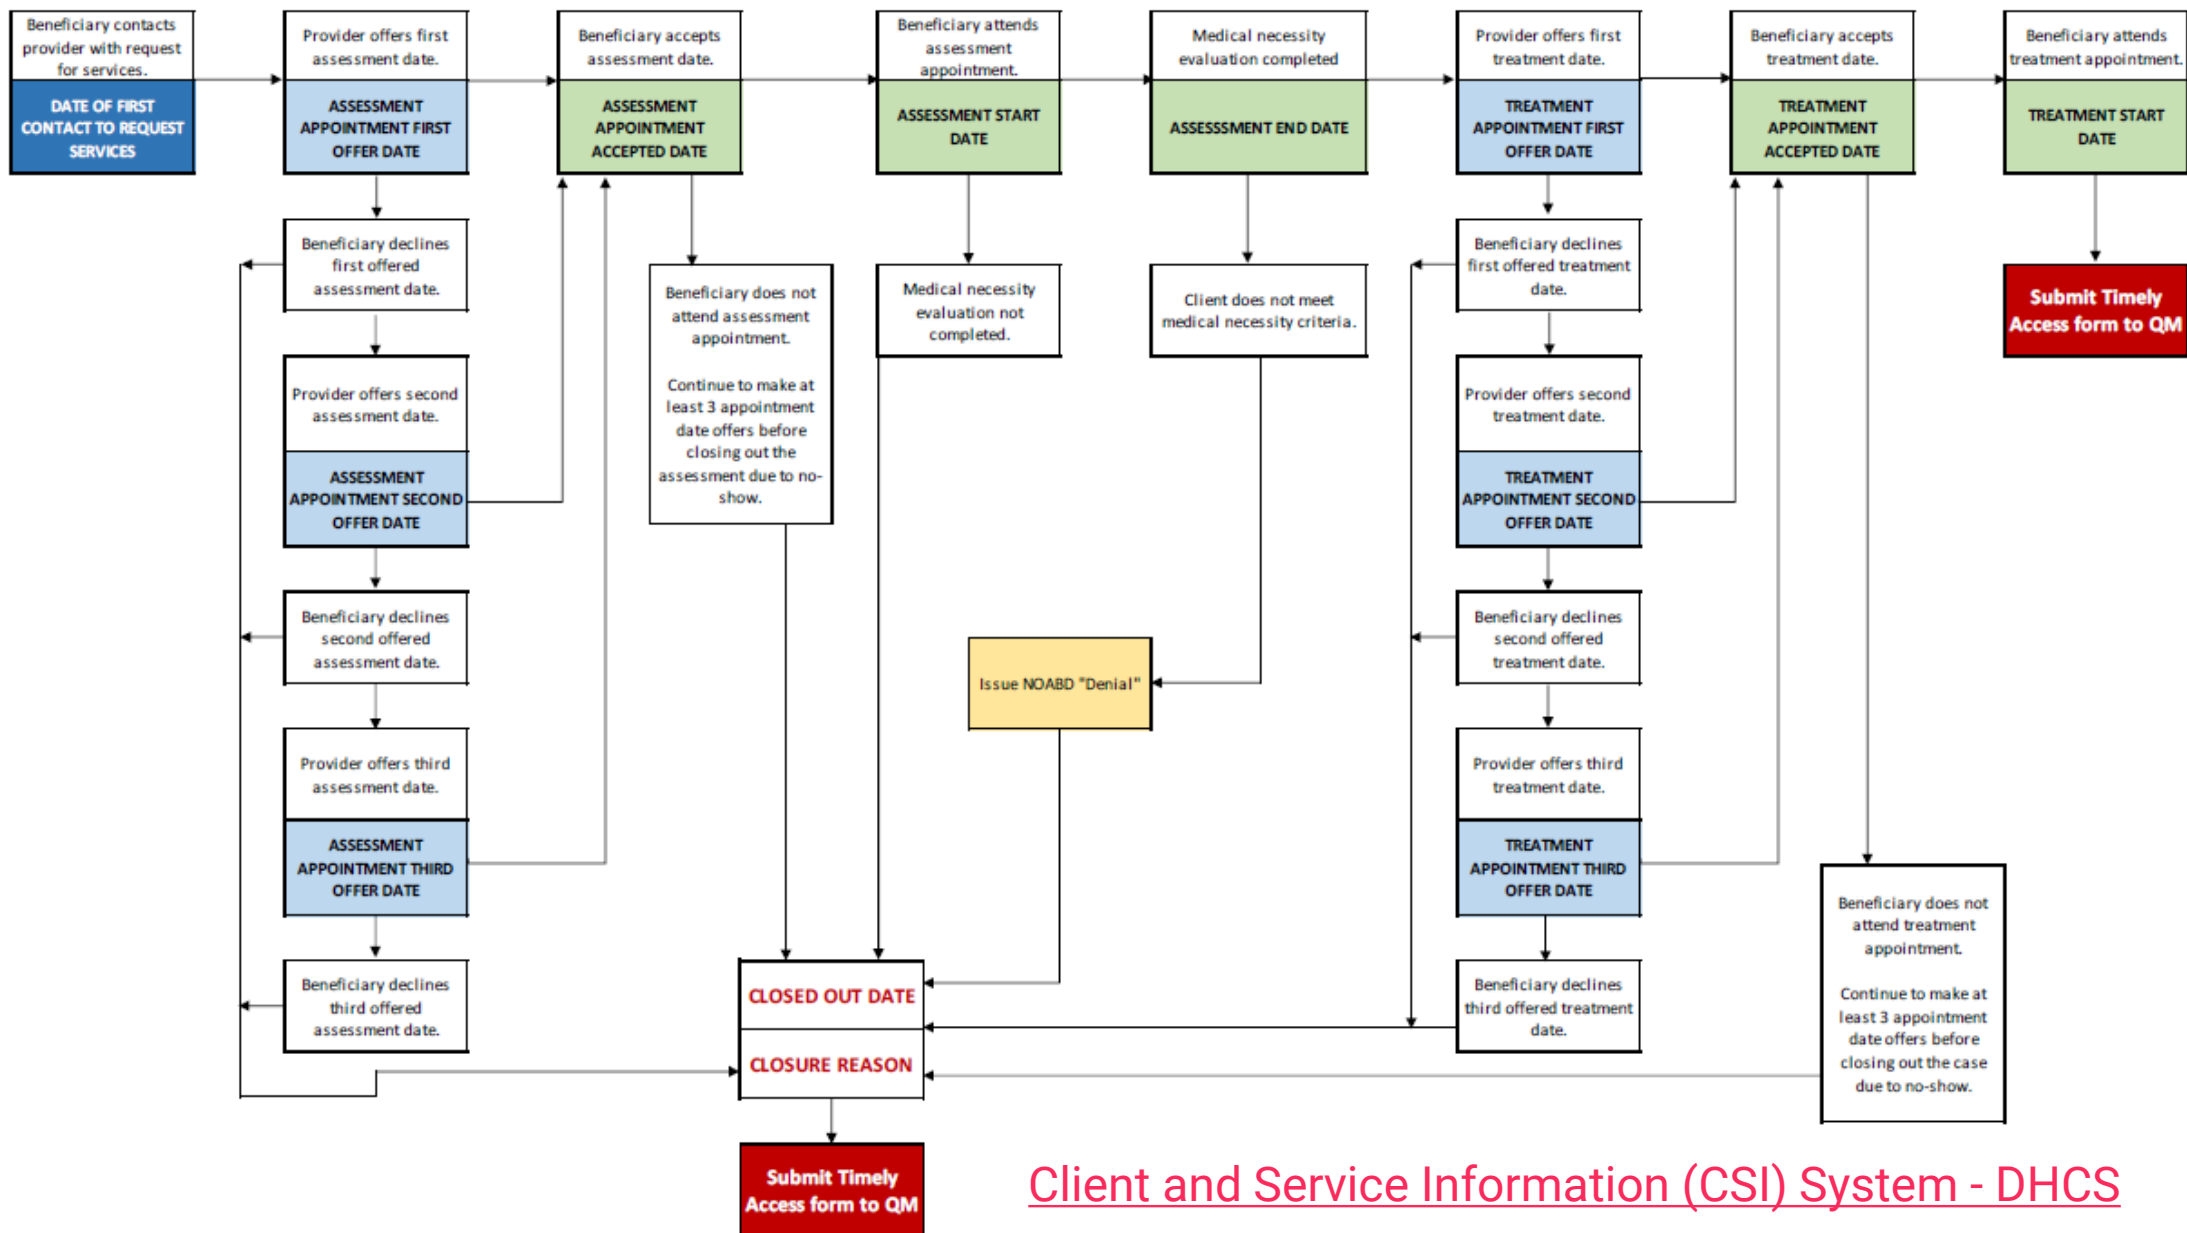 Beneficiary contacts
provider with request
for services.
DATE OF FIRST
CONTACT TO REQUEST
SERVICES
Provider offers first
assessment date.
ASSESSMENT
APPOINTMENT FIRST
OFFER DATE
Beneficiary accepts
assessment date.
ASSESSMENT
APPOINTMENT
ACCEPTED DATE
Beneficiary attends
assessment
appointment.
ASSESSMENT START
DATE
Medical necessity
evaluation completed
ASSESSSMENT END DATE
Provider offers first
treatment date.
TREATMENT
APPOINTMENT FIRST
OFFER DATE
Beneficiary accepts
treatment date.
TREATMENT
APPOINTMENT
ACCEPTED DATE
Beneficiary attends
treatment appointment.
TREATMENT START
DATE
Beneficiary declines
first offered
assessment date.
Beneficiary does not
attend assessment
appointment.
Continue to make at
least 3 appointment
date offers before
closing out the
assessment due to no-
show.
Medical necessity
evaluation not
completed.
Client does not meet
medical necessity criteria.
Beneficiary declines
first offered treatment
date.
Submit Timely
Access form to QM
Provider offers second
assessment date.
ASSESSMENT
APPOINTMENT SECOND
OFFER DATE
Provider offers second
treatment date.
TREATMENT
APPOINTMENT SECOND
OFFER DATE
Beneficiary declines
second offered
assessment date.
Issue NOABD "Denial"
Beneficiary declines
second offered
treatment date.
Provider offers third
assessment date.
ASSESSMENT
APPOINTMENT THIRD
OFFER DATE
Provider offers third
treatment date.
TREATMENT
APPOINTMENT THIRD
OFFER DATE
Beneficiary does not
attend treatment
appointment.
Continue to make at
least 3 appointment
date offers before
closing out the case
due to no-show.
Beneficiary declines
third offered
assessment date.
CLOSED OUT DATE
CLOSURE REASON
Beneficiary declines
third offered treatment
date.
Submit Timely
Access form to QM
Client and Service Information (CSI) System - DHCS